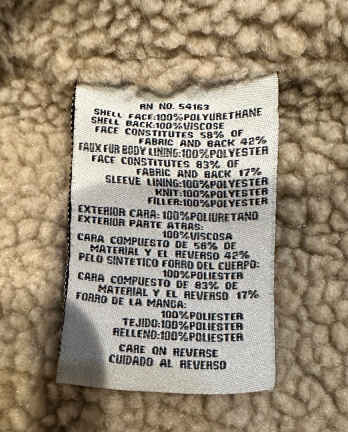 RN NO. 54163
SHELL FACE:100%POLYURETHANE
SHELL BACK:100%VISCOSE
FACE CONSTITUTES 58% OF
FABRIC AND BACK 42%
FAUX FUR BODY LINING:100%POLYESTER
FACE CONSTITUTES 83% OF
FABRIC AND BACK 17%
SLEEVE LINING:100%POLYESTER
KNIT:100%POLYESTER
FILLER:100%POLYESTER
EXTERIOR CARA:100%POLIURETANO
EXTERIOR PARTE ATRAS:
100%VISCOSA
CARA COMPUESTO DE 58% DE
MATERIAL Y EL REVERSO 42%
PELO SINTETICO FORRO DEL CUERPO:
100%POLIESTER
CARA COMPUESTO DE 83% DE
MATERIAL Y EL REVERSO 17%
FORRO DE LA MANGA:
100%POLIESTER
TEJIDO:100%POLIESTER
RELLENO:100%POLIESTER
CARE ON REVERSE
CUIDADO AL REVERSO